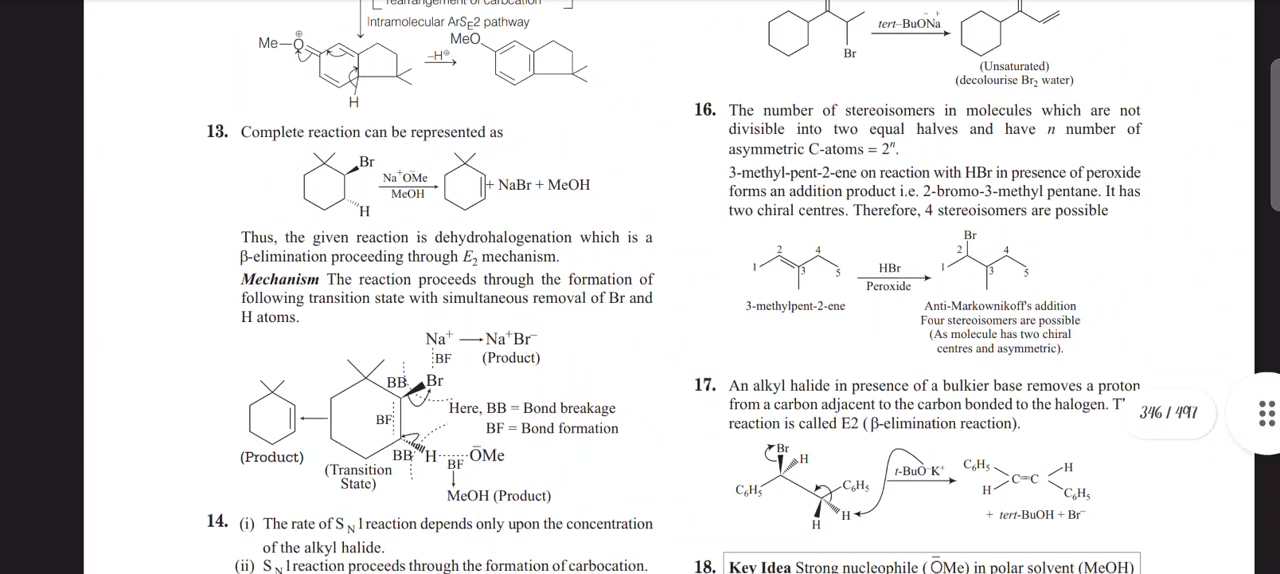 rearrangement of carbocation
Intramolecular ArSE2 pathway
Me—O⊕
MeO
–H⊕
H
13. Complete reaction can be represented as
Br
Na⁺ŌMe
MeOH
H
+ NaBr + MeOH
Thus, the given reaction is dehydrohalogenation which is a
β-elimination proceeding through E₂ mechanism.
Mechanism The reaction proceeds through the formation of
following transition state with simultaneous removal of Br and
H atoms.
Na⁺ → Na⁺Br⁻
BF
(Product)
BB
Br
Here, BB = Bond breakage
BF
BF = Bond formation
BB
H
BF
ŌMe
(Product)
(Transition
State)
MeOH (Product)
14. (i) The rate of SN1 reaction depends only upon the concentration
of the alkyl halide.
(ii) SN1 reaction proceeds through the formation of carbocation.
tert–BuŌNa⁺
Br
(Unsaturated)
(decolourise Br₂ water)
16. The number of stereoisomers in molecules which are not
divisible into two equal halves and have n number of
asymmetric C-atoms = 2ⁿ.
3-methyl-pent-2-ene on reaction with HBr in presence of peroxide
forms an addition product i.e. 2-bromo-3-methyl pentane. It has
two chiral centres. Therefore, 4 stereoisomers are possible
1 2 3 4 5
HBr
Peroxide
Br
1 2 3 4 5
3-methylpent-2-ene
Anti-Markownikoff's addition
Four stereoisomers are possible
(As molecule has two chiral
centres and asymmetric).
17. An alkyl halide in presence of a bulkier base removes a proton
from a carbon adjacent to the carbon bonded to the halogen. T
reaction is called E2 (β-elimination reaction).
346 / 497
Br
H
C₆H₅
C₆H₅
H
H
t-BuO⁻K⁺
C₆H₅
H
C=C
H
C₆H₅
+ tert-BuOH + Br⁻
18. Key Idea Strong nucleophile (ŌMe) in polar solvent (MeOH)